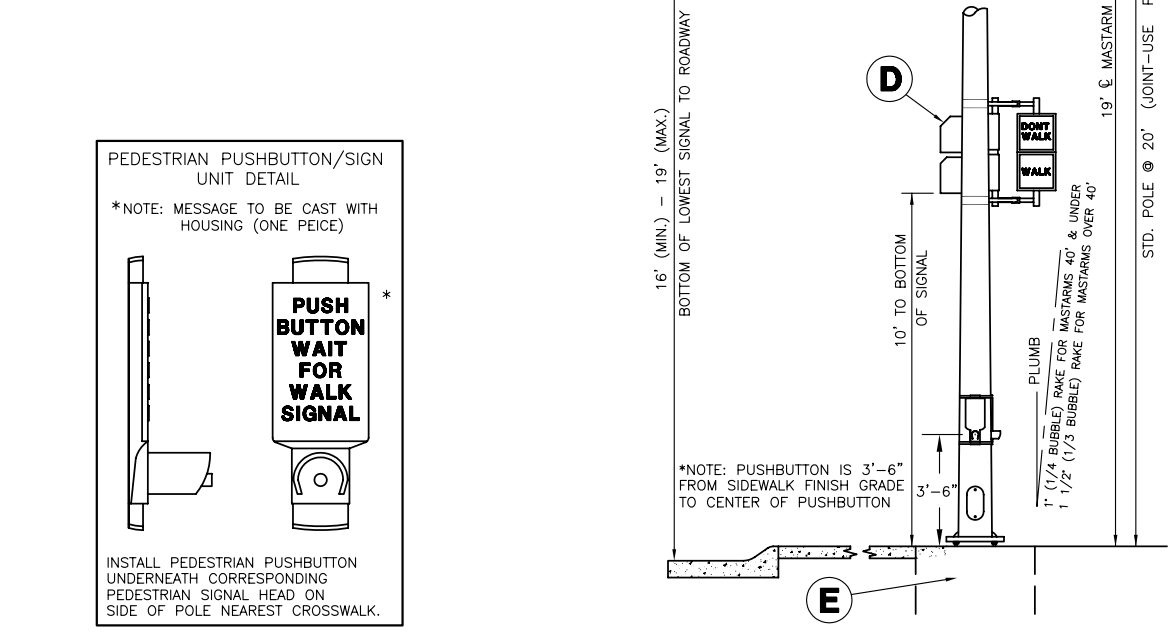 PEDESTRIAN PUSHBUTTON/SIGN
UNIT DETAIL
*NOTE: MESSAGE TO BE CAST WITH
HOUSING (ONE PEICE)
*
PUSH
BUTTON
WAIT
FOR
WALK
SIGNAL
INSTALL PEDESTRIAN PUSHBUTTON
UNDERNEATH CORRESPONDING
PEDESTRIAN SIGNAL HEAD ON
SIDE OF POLE NEAREST CROSSWALK.
16' (MIN.) – 19' (MAX.)
BOTTOM OF LOWEST SIGNAL TO ROADWAY
D
DONT
WALK
WALK
10' TO BOTTOM
OF SIGNAL
*NOTE: PUSHBUTTON IS 3'–6"
FROM SIDEWALK FINISH GRADE
TO CENTER OF PUSHBUTTON
3'–6"
PLUMB
1" (1/4 BUBBLE) RAKE FOR MASTARMS 40' & UNDER
1 1/2" (1/3 BUBBLE) RAKE FOR MASTARMS OVER 40'
19' ℄ MASTARM
STD. POLE @ 20' (JOINT–USE
E